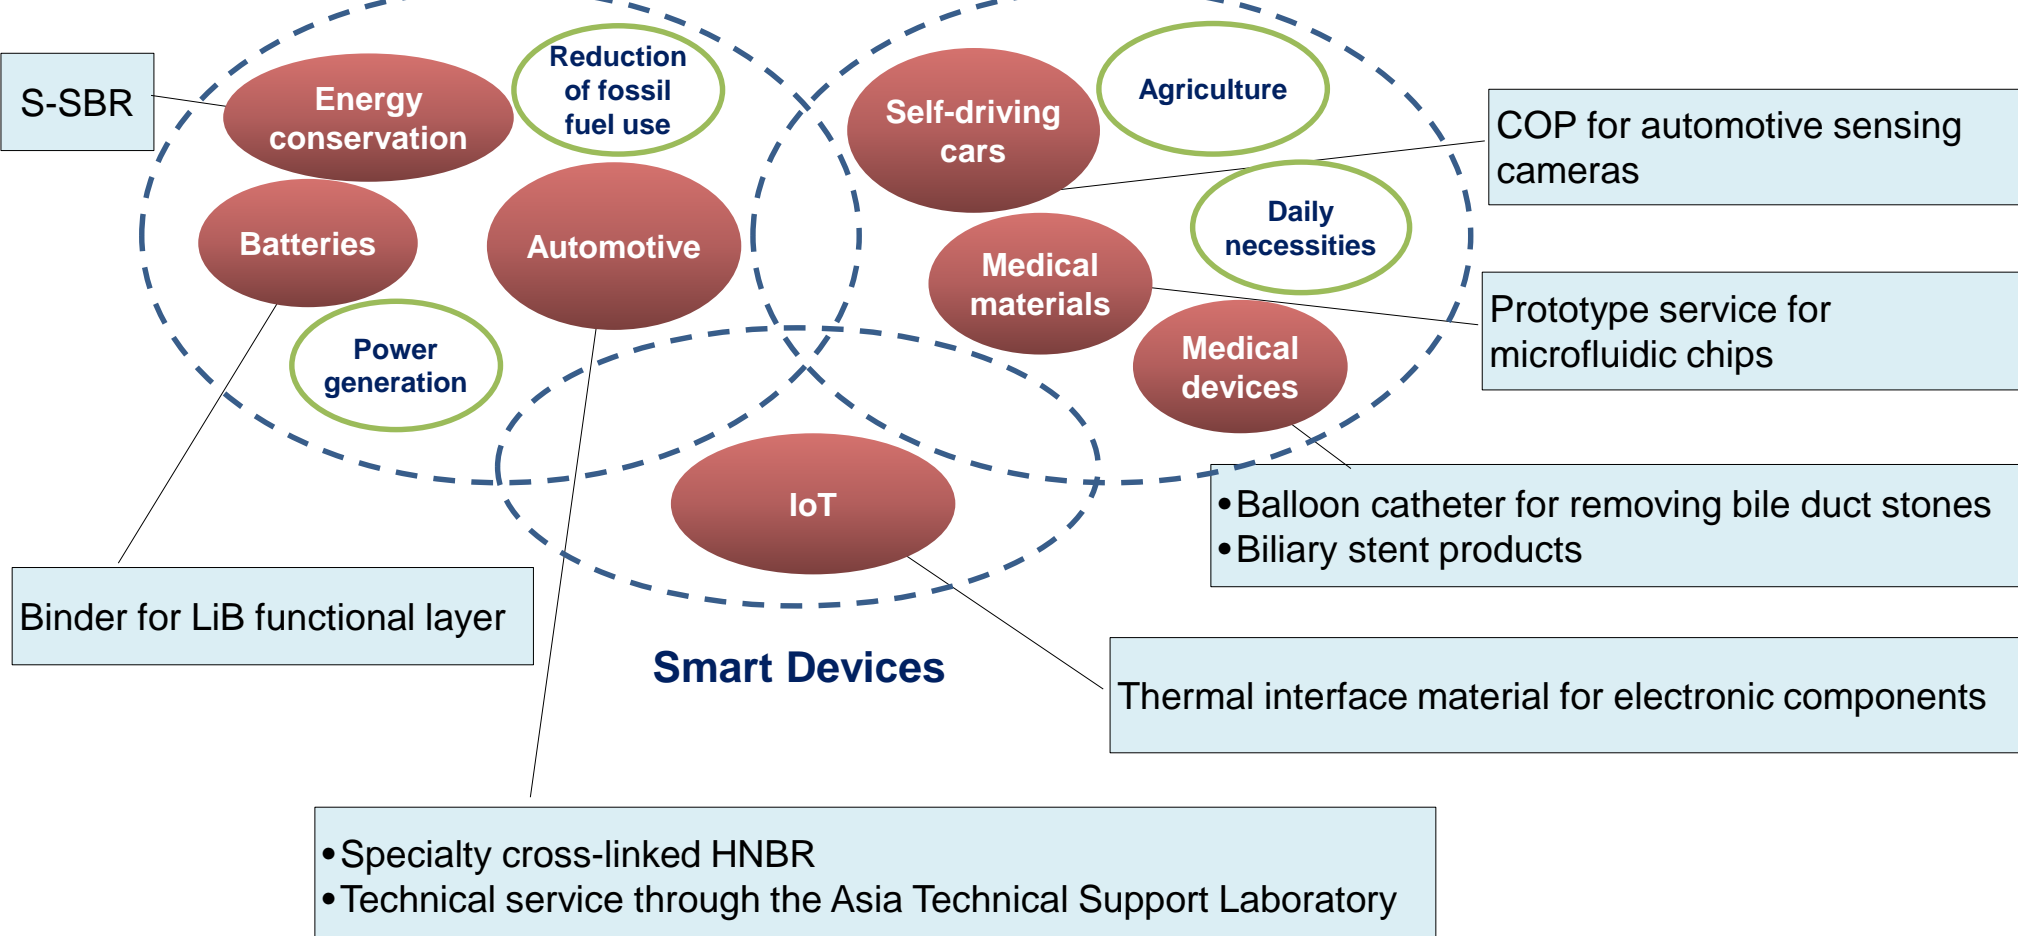 S-SBR
Energy
conservation
Reduction
of fossil
fuel use
Batteries
Automotive
Power
generation
Self-driving
cars
Agriculture
Daily
necessities
Medical
materials
Medical
devices
IoT
COP for automotive sensing
cameras
Prototype service for
microfluidic chips
•Balloon catheter for removing bile duct stones
•Biliary stent products
Binder for LiB functional layer
Smart Devices
Thermal interface material for electronic components
•Specialty cross-linked HNBR
•Technical service through the Asia Technical Support Laboratory